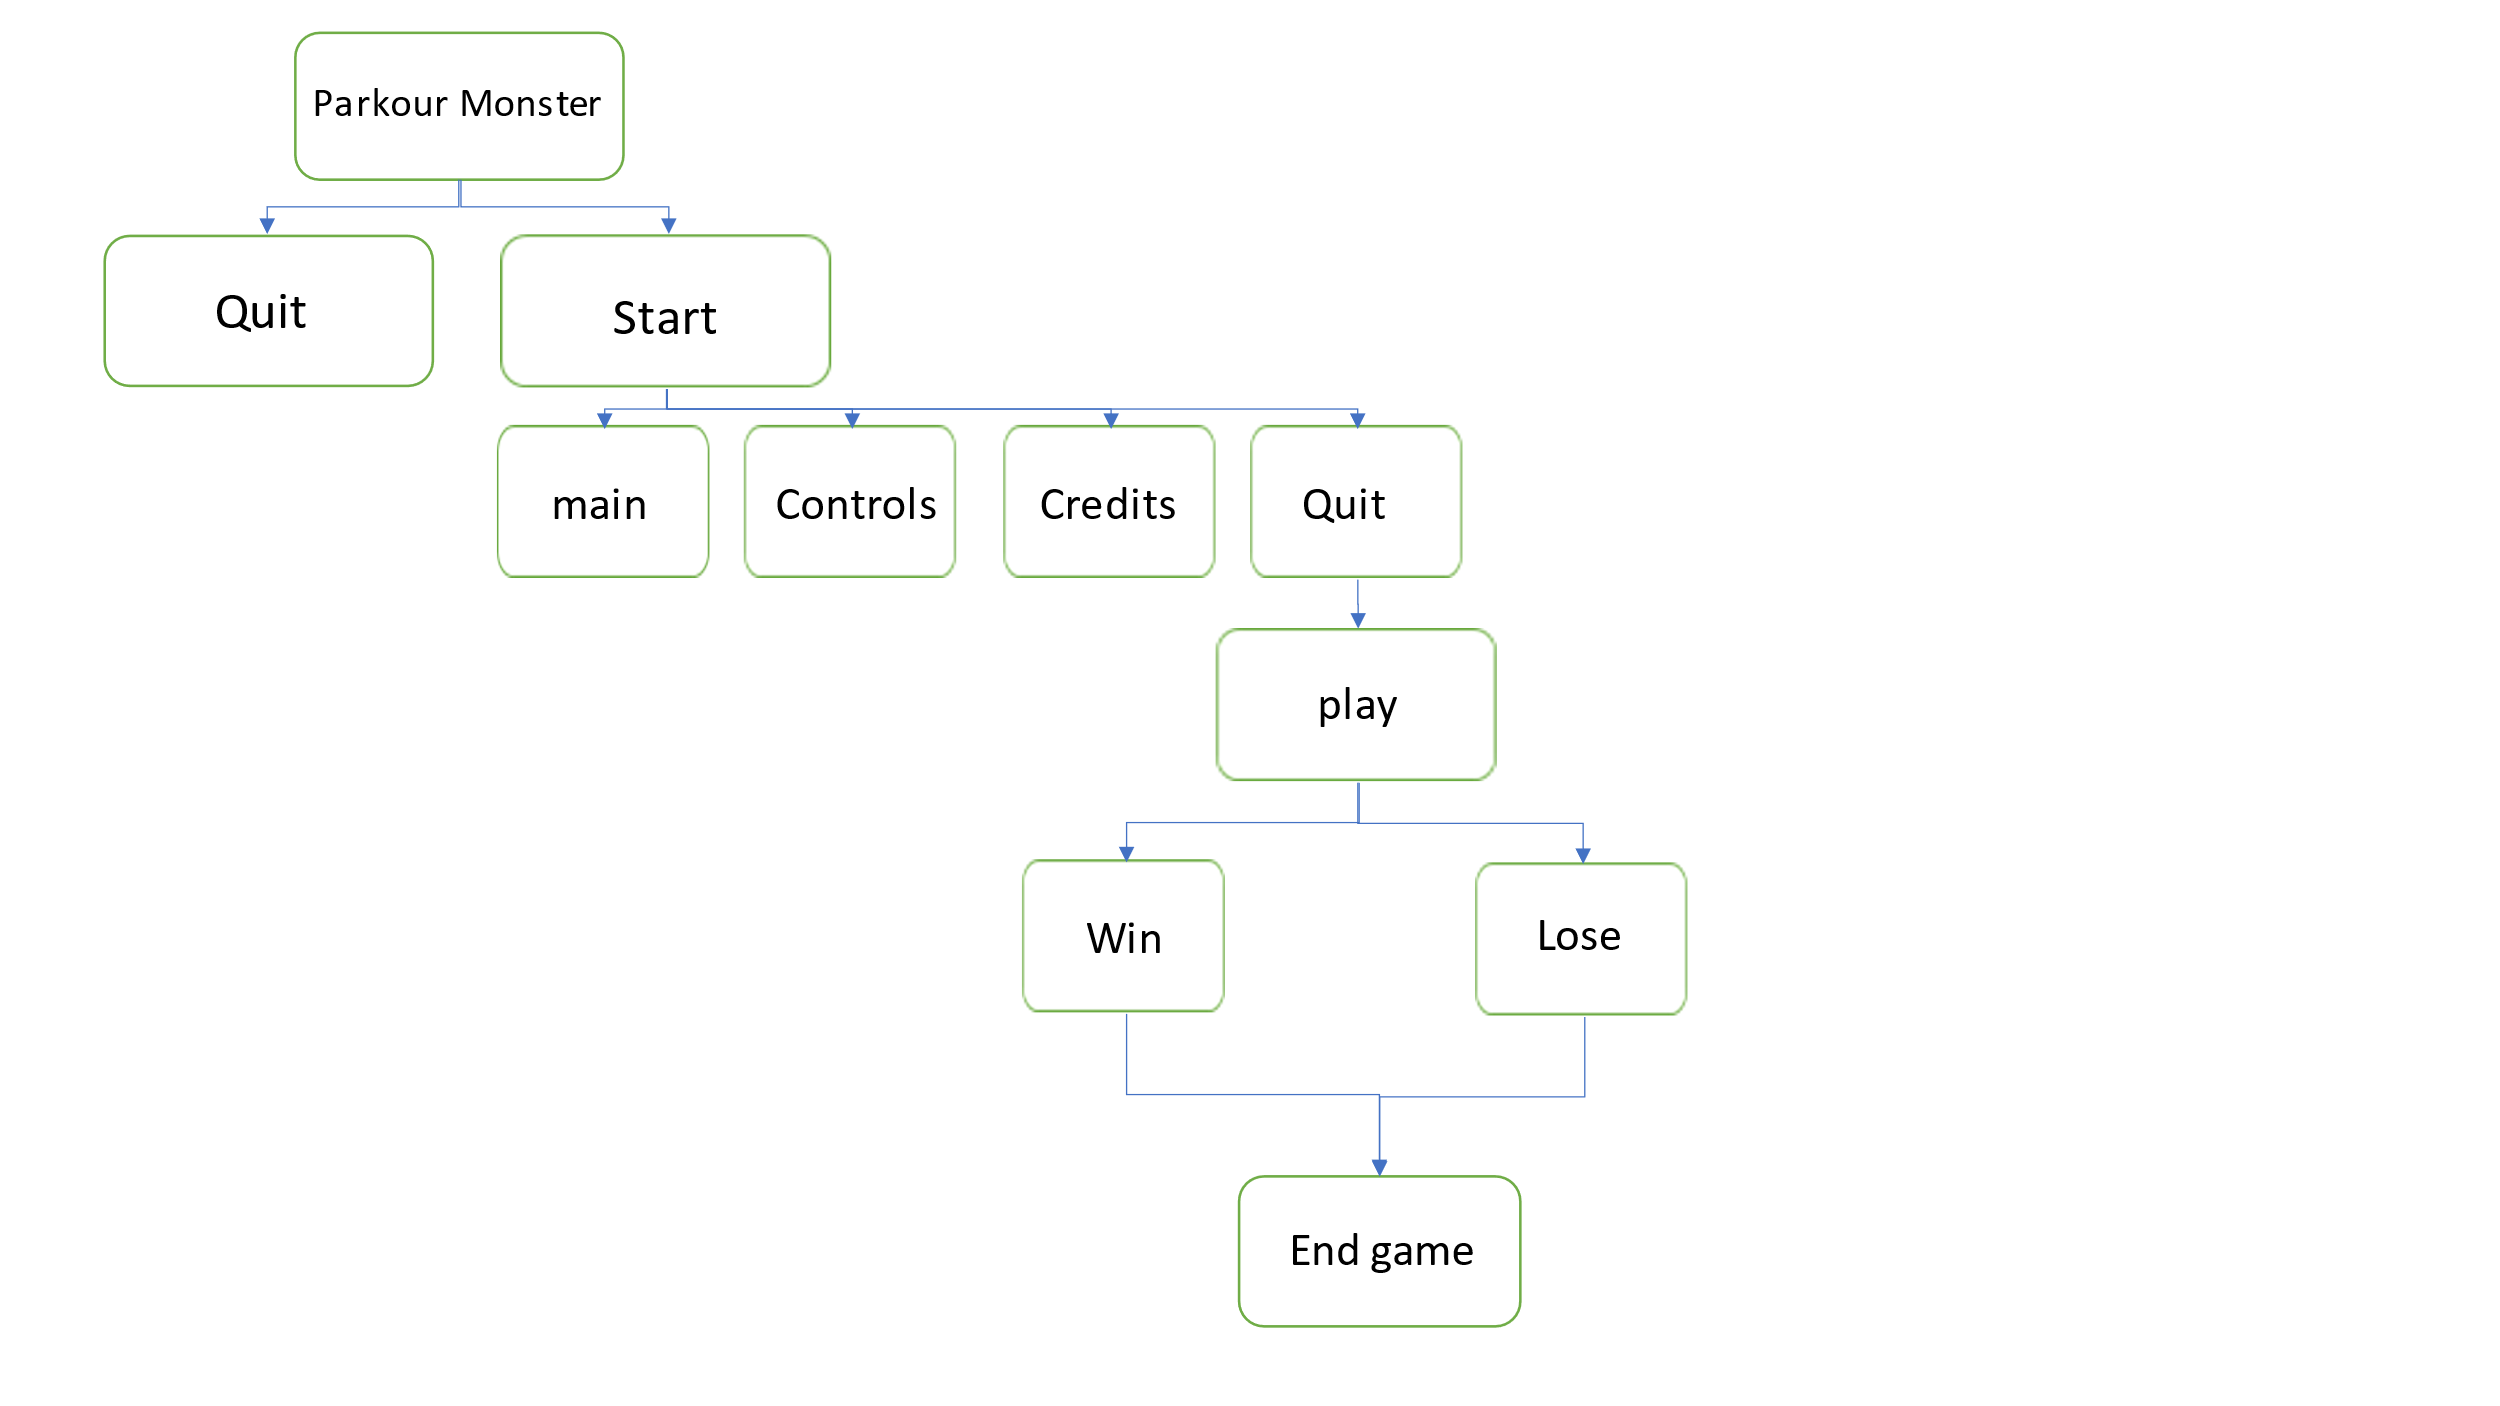 Parkour Monster
Quit
Start
main
Controls
Credits
Quit
play
Win
Lose
End game